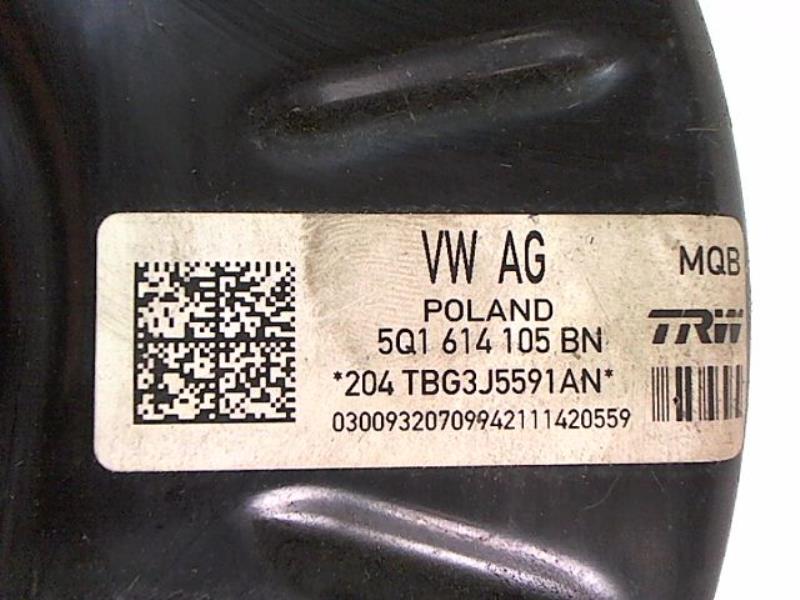 VW AG
MQB
POLAND
TRW
5Q1 614 105 BN
*204 TBG3J5591AN*
03009320709942111420559